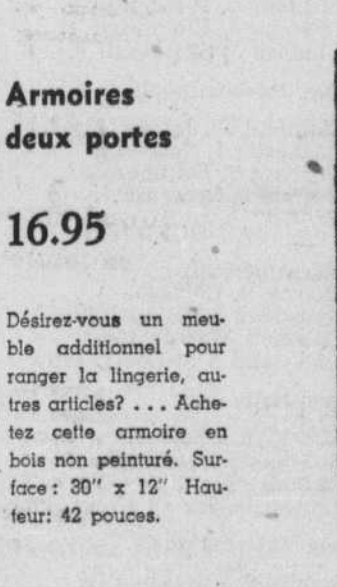 Armoires
deux portes
16.95
Désirez-vous un meu-
ble additionnel pour
ranger la lingerie, au-
tres articles? . . . Ache-
tez cette armoire en
bois non peinturé. Sur-
face : 30" x 12" Hau-
teur: 42 pouces.